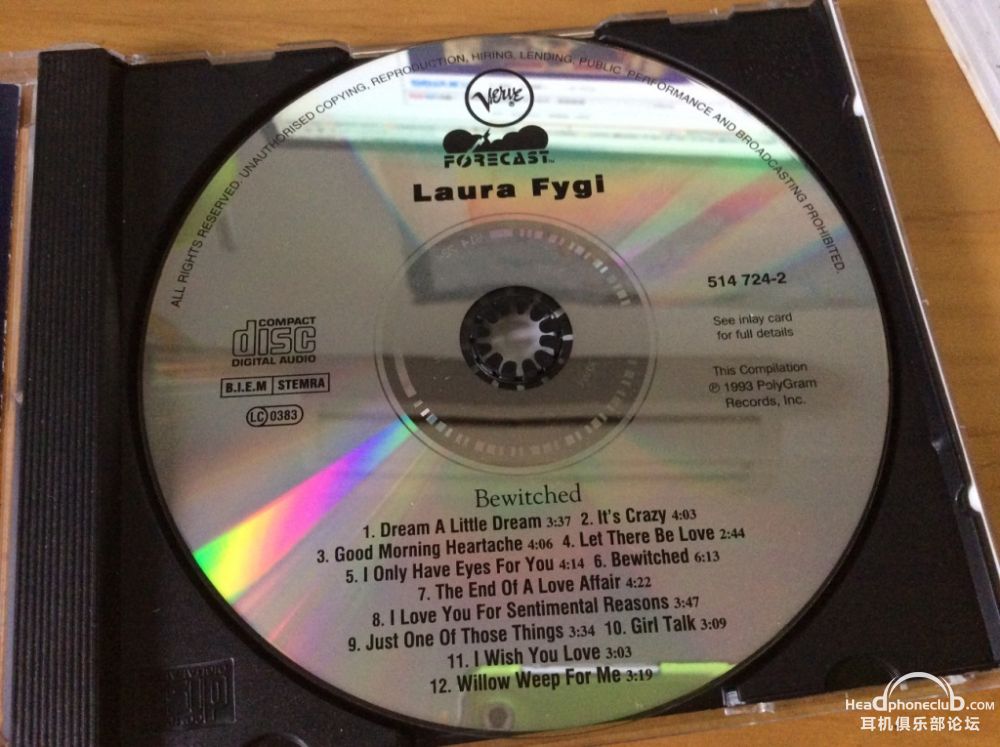 ALL RIGHTS RESERVED. UNAUTHORISED COPYING, REPRODUCTION, HIRING, LENDING, PUBLIC PERFORMANCE AND BROADCASTING PROHIBITED.
Verve
FORECAST™
Laura Fygi
514 724-2
See inlay card
for full details
COMPACT
disc
DIGITAL AUDIO
B.I.E.M STEMRA
LC 0383
This Compilation
℗ 1993 PolyGram
Records, Inc.
Bewitched
1. Dream A Little Dream 3:37 2. It's Crazy 4:03
3. Good Morning Heartache 4:06 4. Let There Be Love 2:44
5. I Only Have Eyes For You 4:14 6. Bewitched 6:13
7. The End Of A Love Affair 4:22
8. I Love You For Sentimental Reasons 3:47
9. Just One Of Those Things 3:34 10. Girl Talk 3:09
11. I Wish You Love 3:03
12. Willow Weep For Me 3:19
HeadphoneclubD.com
耳机俱乐部论坛